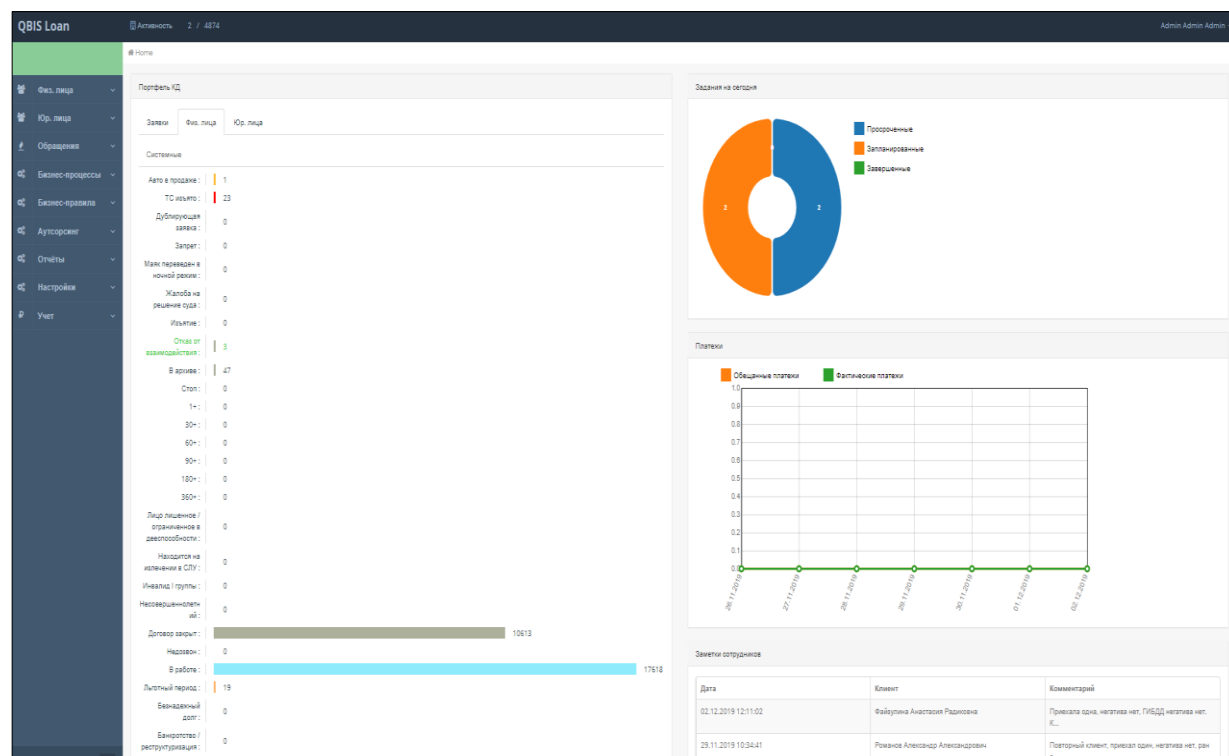 QBIS Loan
Активность 2 / 4874
Admin Admin Admin
Home
Физ. лица
Юр. лица
Обращения
Бизнес-процессы
Бизнес-правила
Аутсорсинг
Отчёты
Настройки
Учет
Портфель КД
Заявки Физ. лица Юр. лица
Системные
Авто в продаже : 1
ТС изъято : 23
Дублирующая
заявка : 0
Запрет : 0
Маяк переведен в
ночной режим : 0
Жалоба на
решение суда : 0
Изъятие : 0
Отказ от
взаимодействия : 3
В архиве : 47
Стоп : 0
1+ : 0
30+ : 0
60+ : 0
90+ : 0
180+ : 0
360+ : 0
Лицо лишенное /
ограниченное в
дееспособности : 0
Находится на
излечении в СЛУ : 0
Инвалид I группы : 0
Несовершеннолетн
ий : 0
Договор закрыт : 10613
Недозвон : 0
В работе : 17618
Льготный период : 19
Безнадежный
долг : 0
Банкротство /
реструктуризация : 0
Задания на сегодня
Просроченные
Запланированные
Завершенные
0
2 2
Платежи
Обещанные платежи Фактические платежи
1.0
0.9
0.8
0.7
0.6
0.5
0.4
0.3
0.2
0.1
0.0
26.11.2019 27.11.2019 28.11.2019 29.11.2019 30.11.2019 01.12.2019 02.12.2019
Заметки сотрудников
Дата Клиент Комментарий
02.12.2019 12:11:02 Файзулина Анастасия Радиковна Приехала одна, негатива нет, ГИБДД негатива нет.
К...
29.11.2019 10:34:41 Романов Александр Александрович Повторный клиент, приехал один, негатива нет, ран